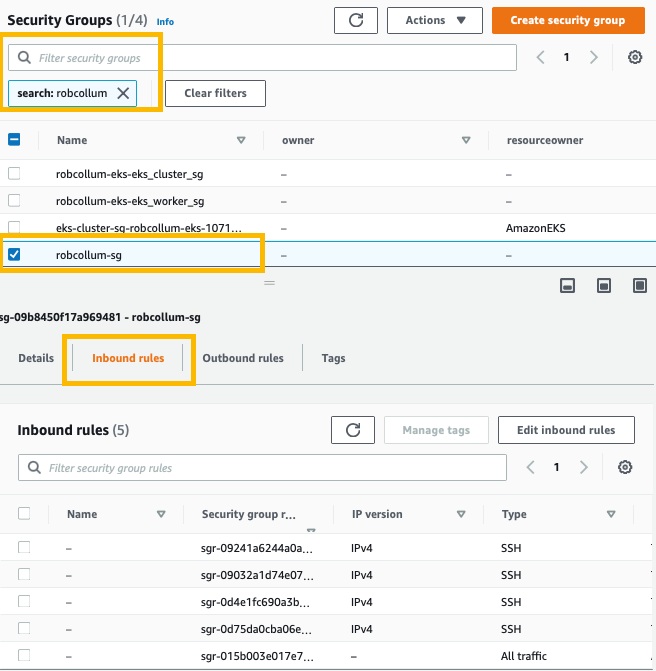 Security Groups (1/4) Info
Actions
Create security group
Filter security groups
1
search: robcollum
Clear filters
Name owner resourceowner
robcollum-eks-eks_cluster_sg – –
robcollum-eks-eks_worker_sg – –
eks-cluster-sg-robcollum-eks-1071... – AmazonEKS
robcollum-sg – –
sg-09b8450f17a969481 - robcollum-sg
Details Inbound rules Outbound rules Tags
Inbound rules (5)
Manage tags
Edit inbound rules
Filter security group rules
1
Name Security group r... IP version Type
– sgr-09241a6244a0a... IPv4 SSH
– sgr-09032a1d74e07... IPv4 SSH
– sgr-0d4e1fc690a3b... IPv4 SSH
– sgr-0d75da0cba06e... IPv4 SSH
– sgr-015b003e017e7... – All traffic